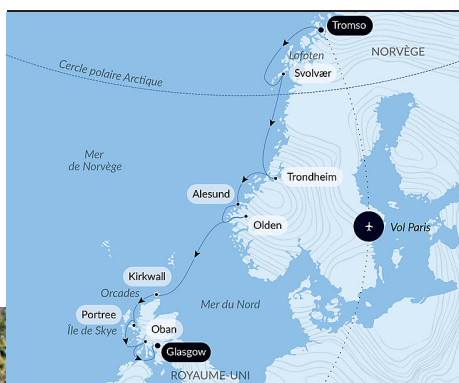 Tromso
NORVÈGE
Lofoten
Cercle polaire Arctique
Svolvær
Mer
de Norvège
Trondheim
Alesund
Olden
Vol Paris
Kirkwall
Orcades
Mer du Nord
Portree
Île de Skye
Oban
Glasgow
ROYAUME-UNI